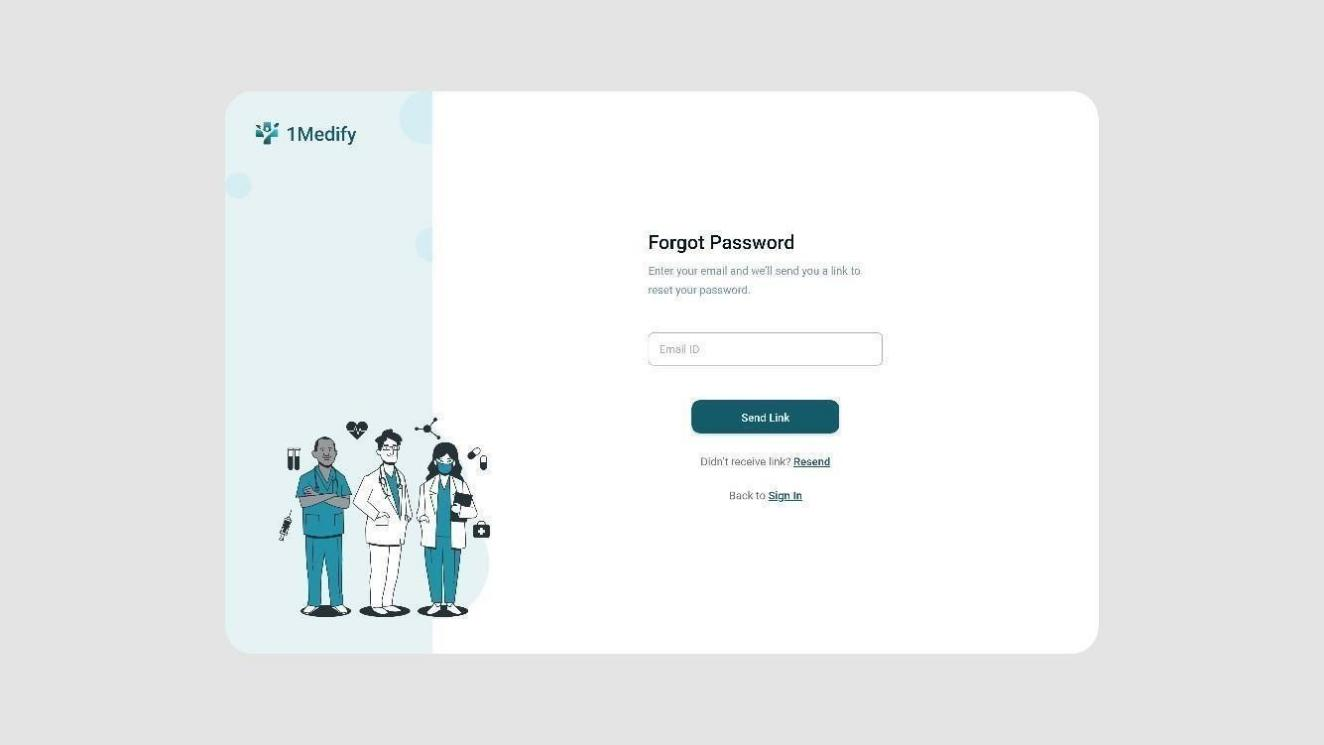 1Medify
Forgot Password
Enter your email and we'll send you a link to
reset your password.
Email ID
Send Link
Didn't receive link? Resend
Back to Sign In